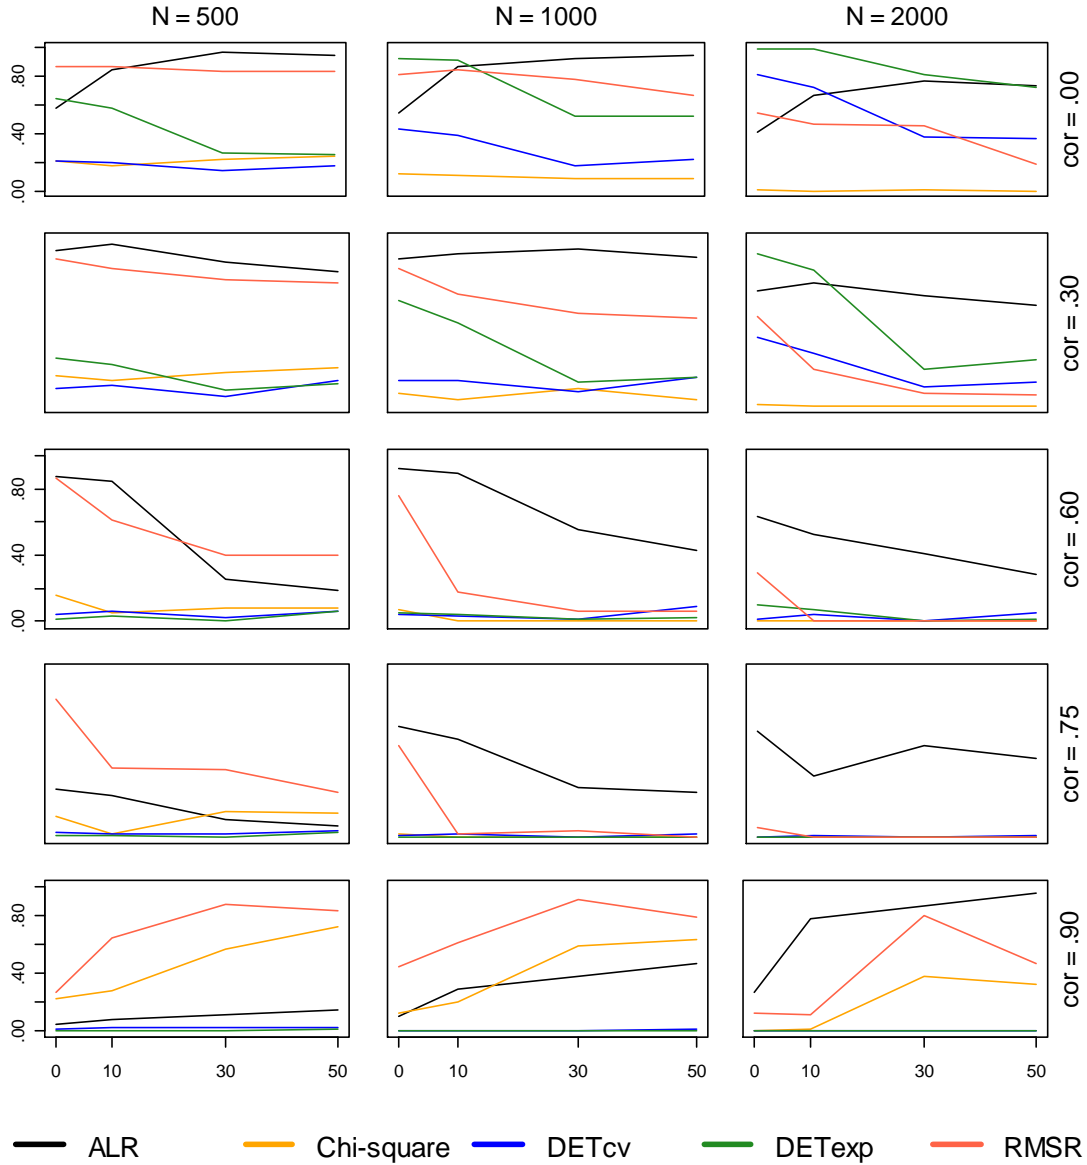 N = 500 N = 1000 N = 2000
.80
.40
.00
cor = .00
cor = .30
.80
.40
.00
cor = .60
cor = .75
.80
.40
.00
cor = .90
0 10 30 50 0 10 30 50 0 10 30 50
ALR Chi-square DETcv DETexp RMSR